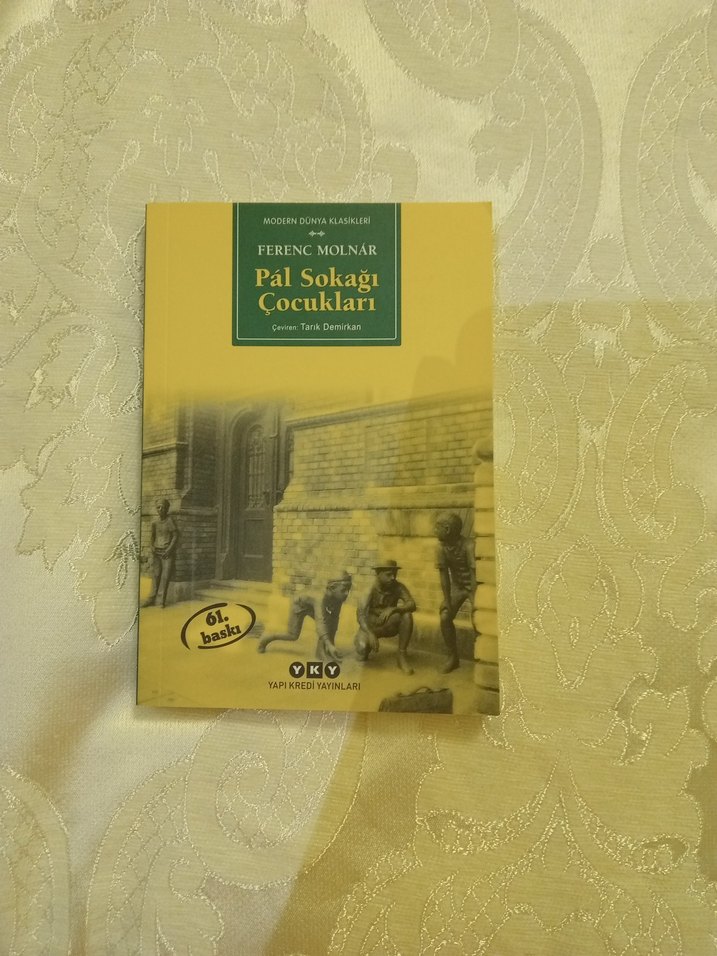 MODERN DÜNYA KLASİKLERİ
FERENC MOLNÁR
Pál Sokağı
Çocukları
Çeviren: Tarık Demirkan
61.
baskı
YKY
YAPI KREDİ YAYINLARI